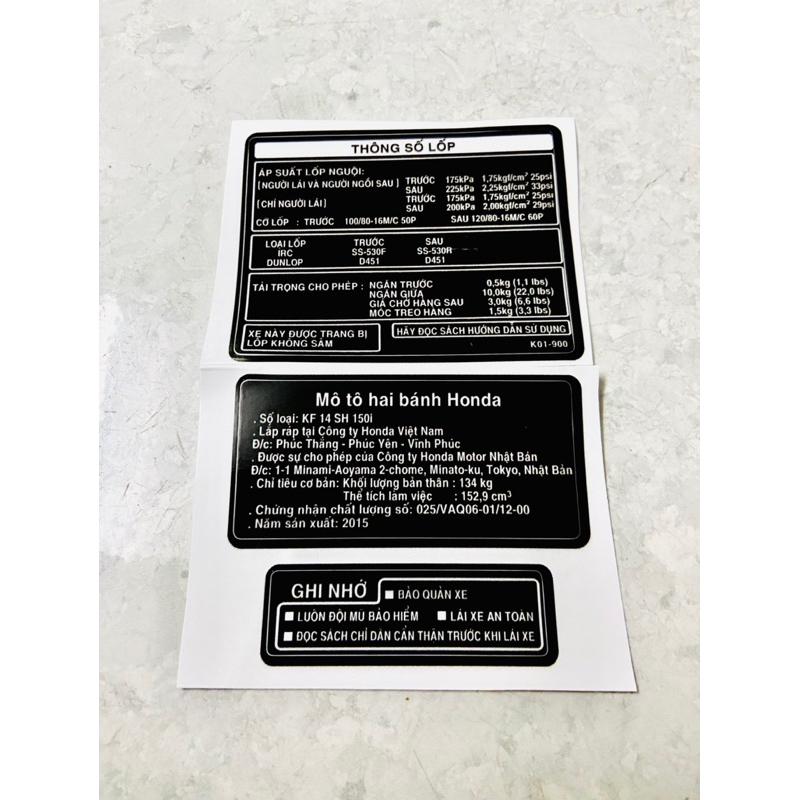 THÔNG SỐ LỐP
ÁP SUẤT LỐP NGUỘI:
[NGƯỜI LÁI VÀ NGƯỜI NGỒI SAU] TRƯỚC 175kPa 1,75kgf/cm² 25psi
SAU 225kPa 2,25kgf/cm² 33psi
[CHỈ NGƯỜI LÁI] TRƯỚC 175kPa 1,75kgf/cm² 25psi
SAU 200kPa 2,00kgf/cm² 29psi
CỠ LỐP : TRƯỚC 100/80-16M/C 50P SAU 120/80-16M/C 60P
LOẠI LỐP TRƯỚC SAU
IRC SS-530F SS-530R
DUNLOP D451 D451
TẢI TRỌNG CHO PHÉP : NGĂN TRƯỚC 0,5kg (1,1 lbs)
NGĂN GIỮA 10,0kg (22,0 lbs)
GIÁ CHỞ HÀNG SAU 3,0kg (6,6 lbs)
MÓC TREO HÀNG 1,5kg (3,3 lbs)
XE NÀY ĐƯỢC TRANG BỊ LỐP KHÔNG SĂM
HÃY ĐỌC SÁCH HƯỚNG DẪN SỬ DỤNG
K01-900
Mô tô hai bánh Honda
. Số loại: KF 14 SH 150i
. Lắp ráp tại Công ty Honda Việt Nam
Đ/c: Phúc Thắng - Phúc Yên - Vĩnh Phúc
. Được sự cho phép của Công ty Honda Motor Nhật Bản
Đ/c: 1-1 Minami-Aoyama 2-chome, Minato-ku, Tokyo, Nhật Bản
. Chỉ tiêu cơ bản: Khối lượng bản thân : 134 kg
Thể tích làm việc : 152,9 cm³
. Chứng nhận chất lượng số: 025/VAQ06-01/12-00
. Năm sản xuất: 2015
GHI NHỚ ■ BẢO QUẢN XE
■ LUÔN ĐỘI MŨ BẢO HIỂM ■ LÁI XE AN TOÀN
■ ĐỌC SÁCH CHỈ DẪN CẨN THẬN TRƯỚC KHI LÁI XE